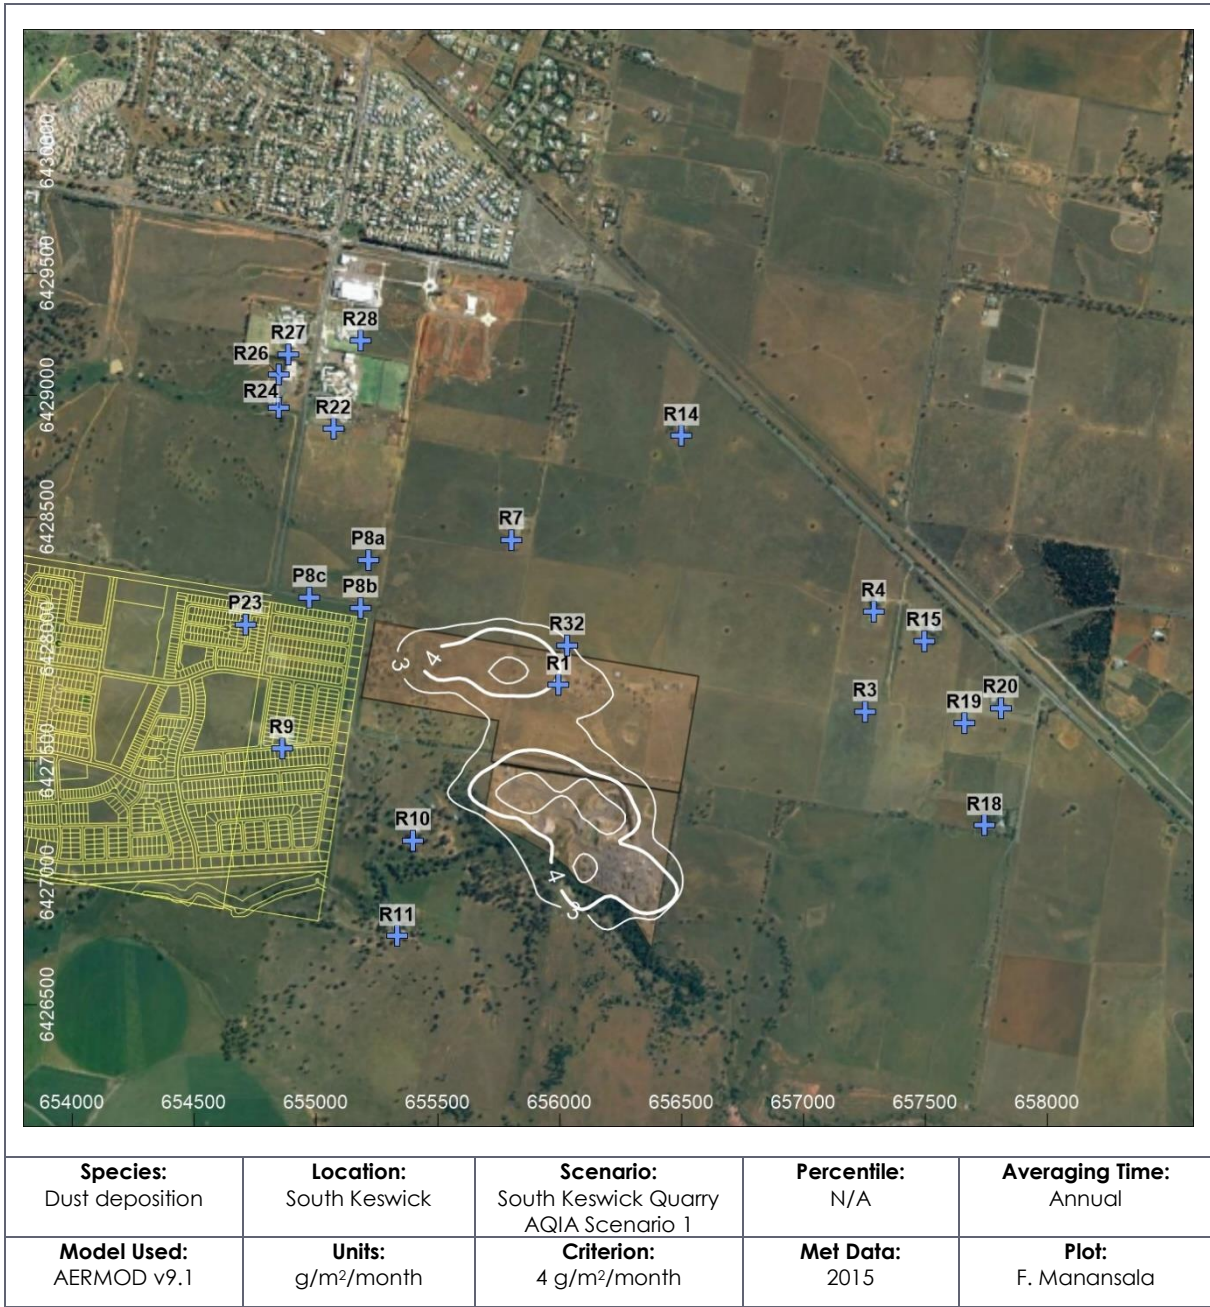 6430000
6429500
6429000
6428500
6428000
6427500
6427000
6426500
R28
R27
R26
R24
R22
R14
R7
P8a
P8c
P8b
P23
R4
R32
R15
R1
3
4
R20
R3
R19
R9
R18
R10
4
3
R11
654000 654500 655000 655500 656000 656500 657000 657500 658000
Species: Location: Scenario: Percentile: Averaging Time:
Dust deposition South Keswick South Keswick Quarry N/A Annual
AQIA Scenario 1
Model Used: Units: Criterion: Met Data: Plot:
AERMOD v9.1 g/m²/month 4 g/m²/month 2015 F. Manansala